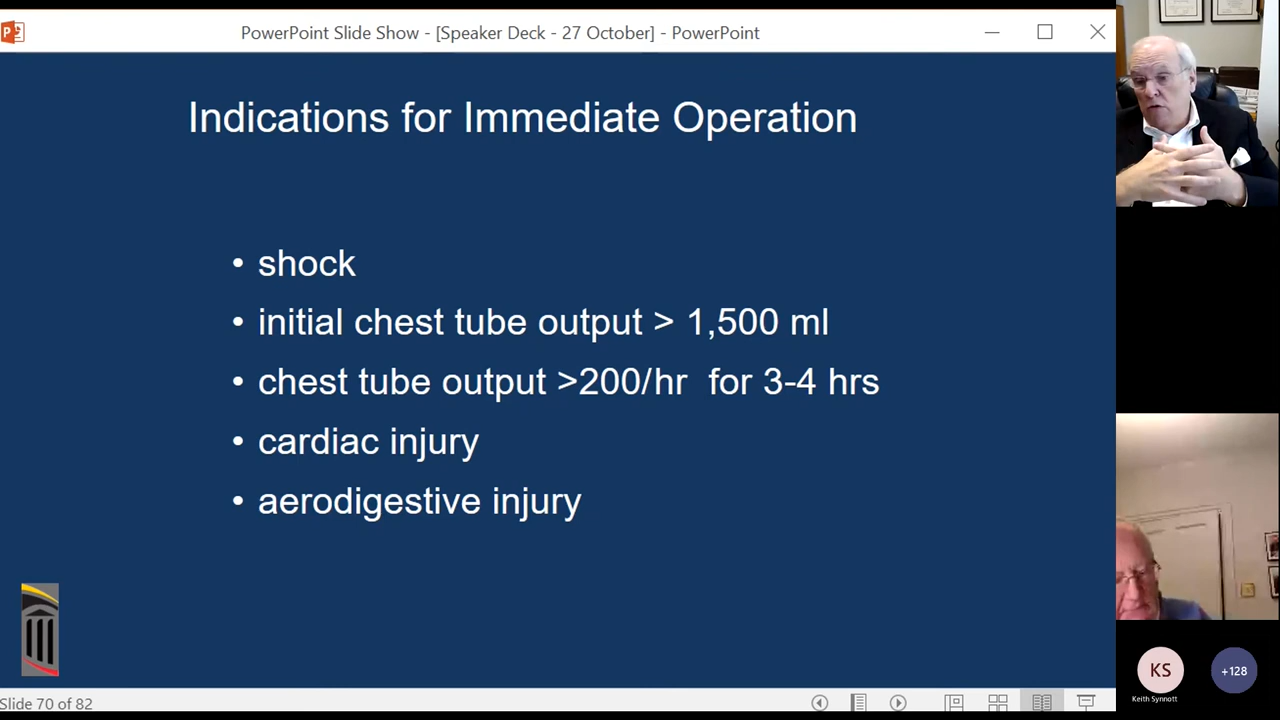 PowerPoint Slide Show - [Speaker Deck - 27 October] - PowerPoint
Indications for Immediate Operation
• shock
• initial chest tube output > 1,500 ml
• chest tube output >200/hr for 3-4 hrs
• cardiac injury
• aerodigestive injury
Slide 70 of 82
KS
+128
Keith Synnott